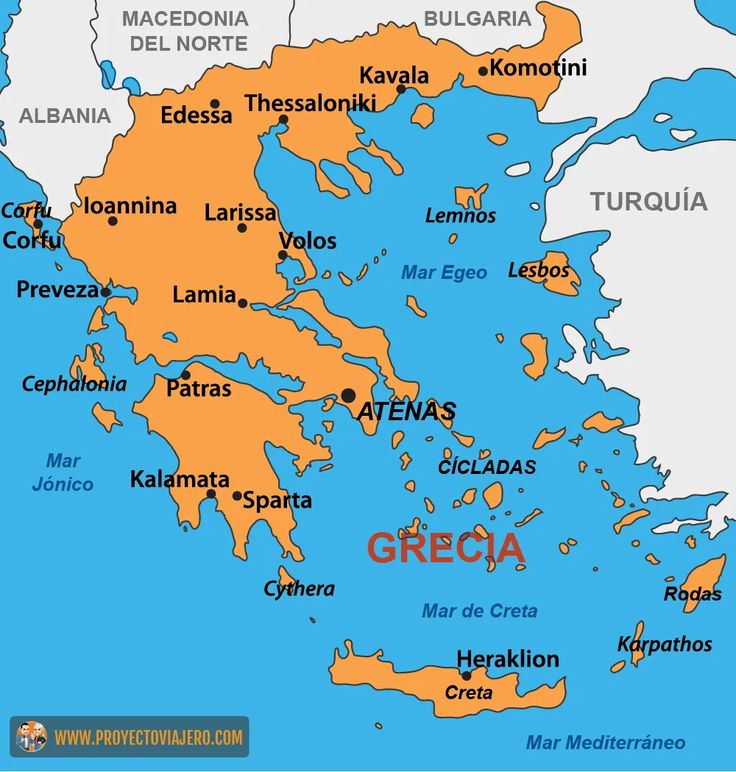 MACEDONIA
DEL NORTE
BULGARIA
ALBANIA
Kavala
Komotini
Edessa
Thessaloniki
TURQUÍA
Corfu
Corfu
Ioannina
Larissa
Lemnos
Volos
Mar Egeo
Lesbos
Preveza
Lamia
Cephalonia
Patras
ATENAS
Mar
Jónico
CÍCLADAS
Kalamata
Sparta
GRECIA
Cythera
Rodas
Mar de Creta
Karpathos
Heraklion
Creta
WWW.PROYECTOVIAJERO.COM
Mar Mediterráneo